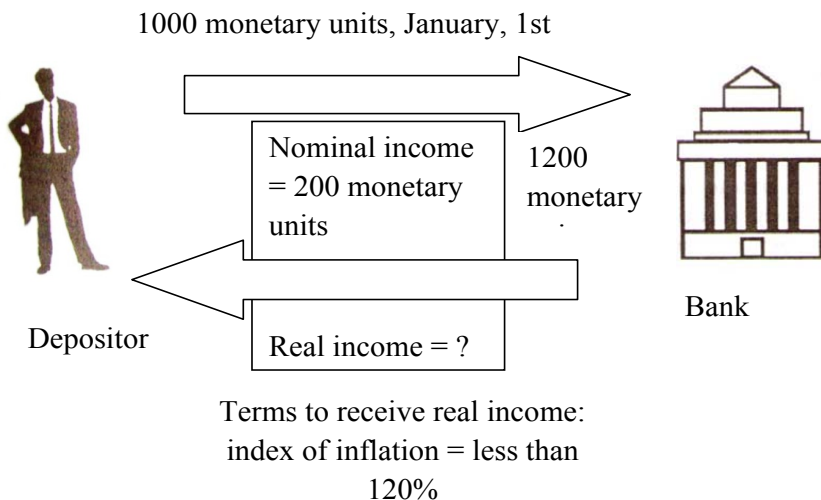 1000 monetary units, January, 1st
Nominal income
= 200 monetary
units
1200
monetary
Depositor
Bank
Real income = ?
Terms to receive real income:
index of inflation = less than
120%